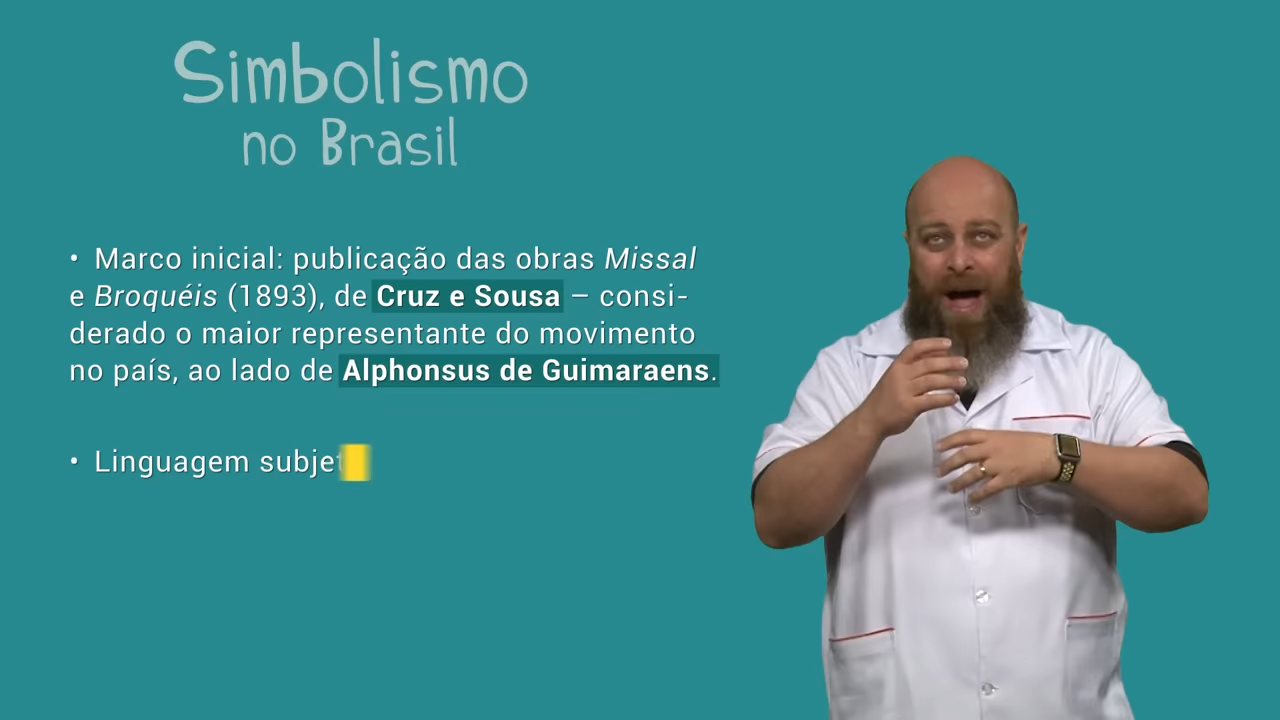 Simbolismo
no Brasil
• Marco inicial: publicação das obras Missal
e Broquéis (1893), de Cruz e Sousa – consi-
derado o maior representante do movimento
no país, ao lado de Alphonsus de Guimaraens.
• Linguagem